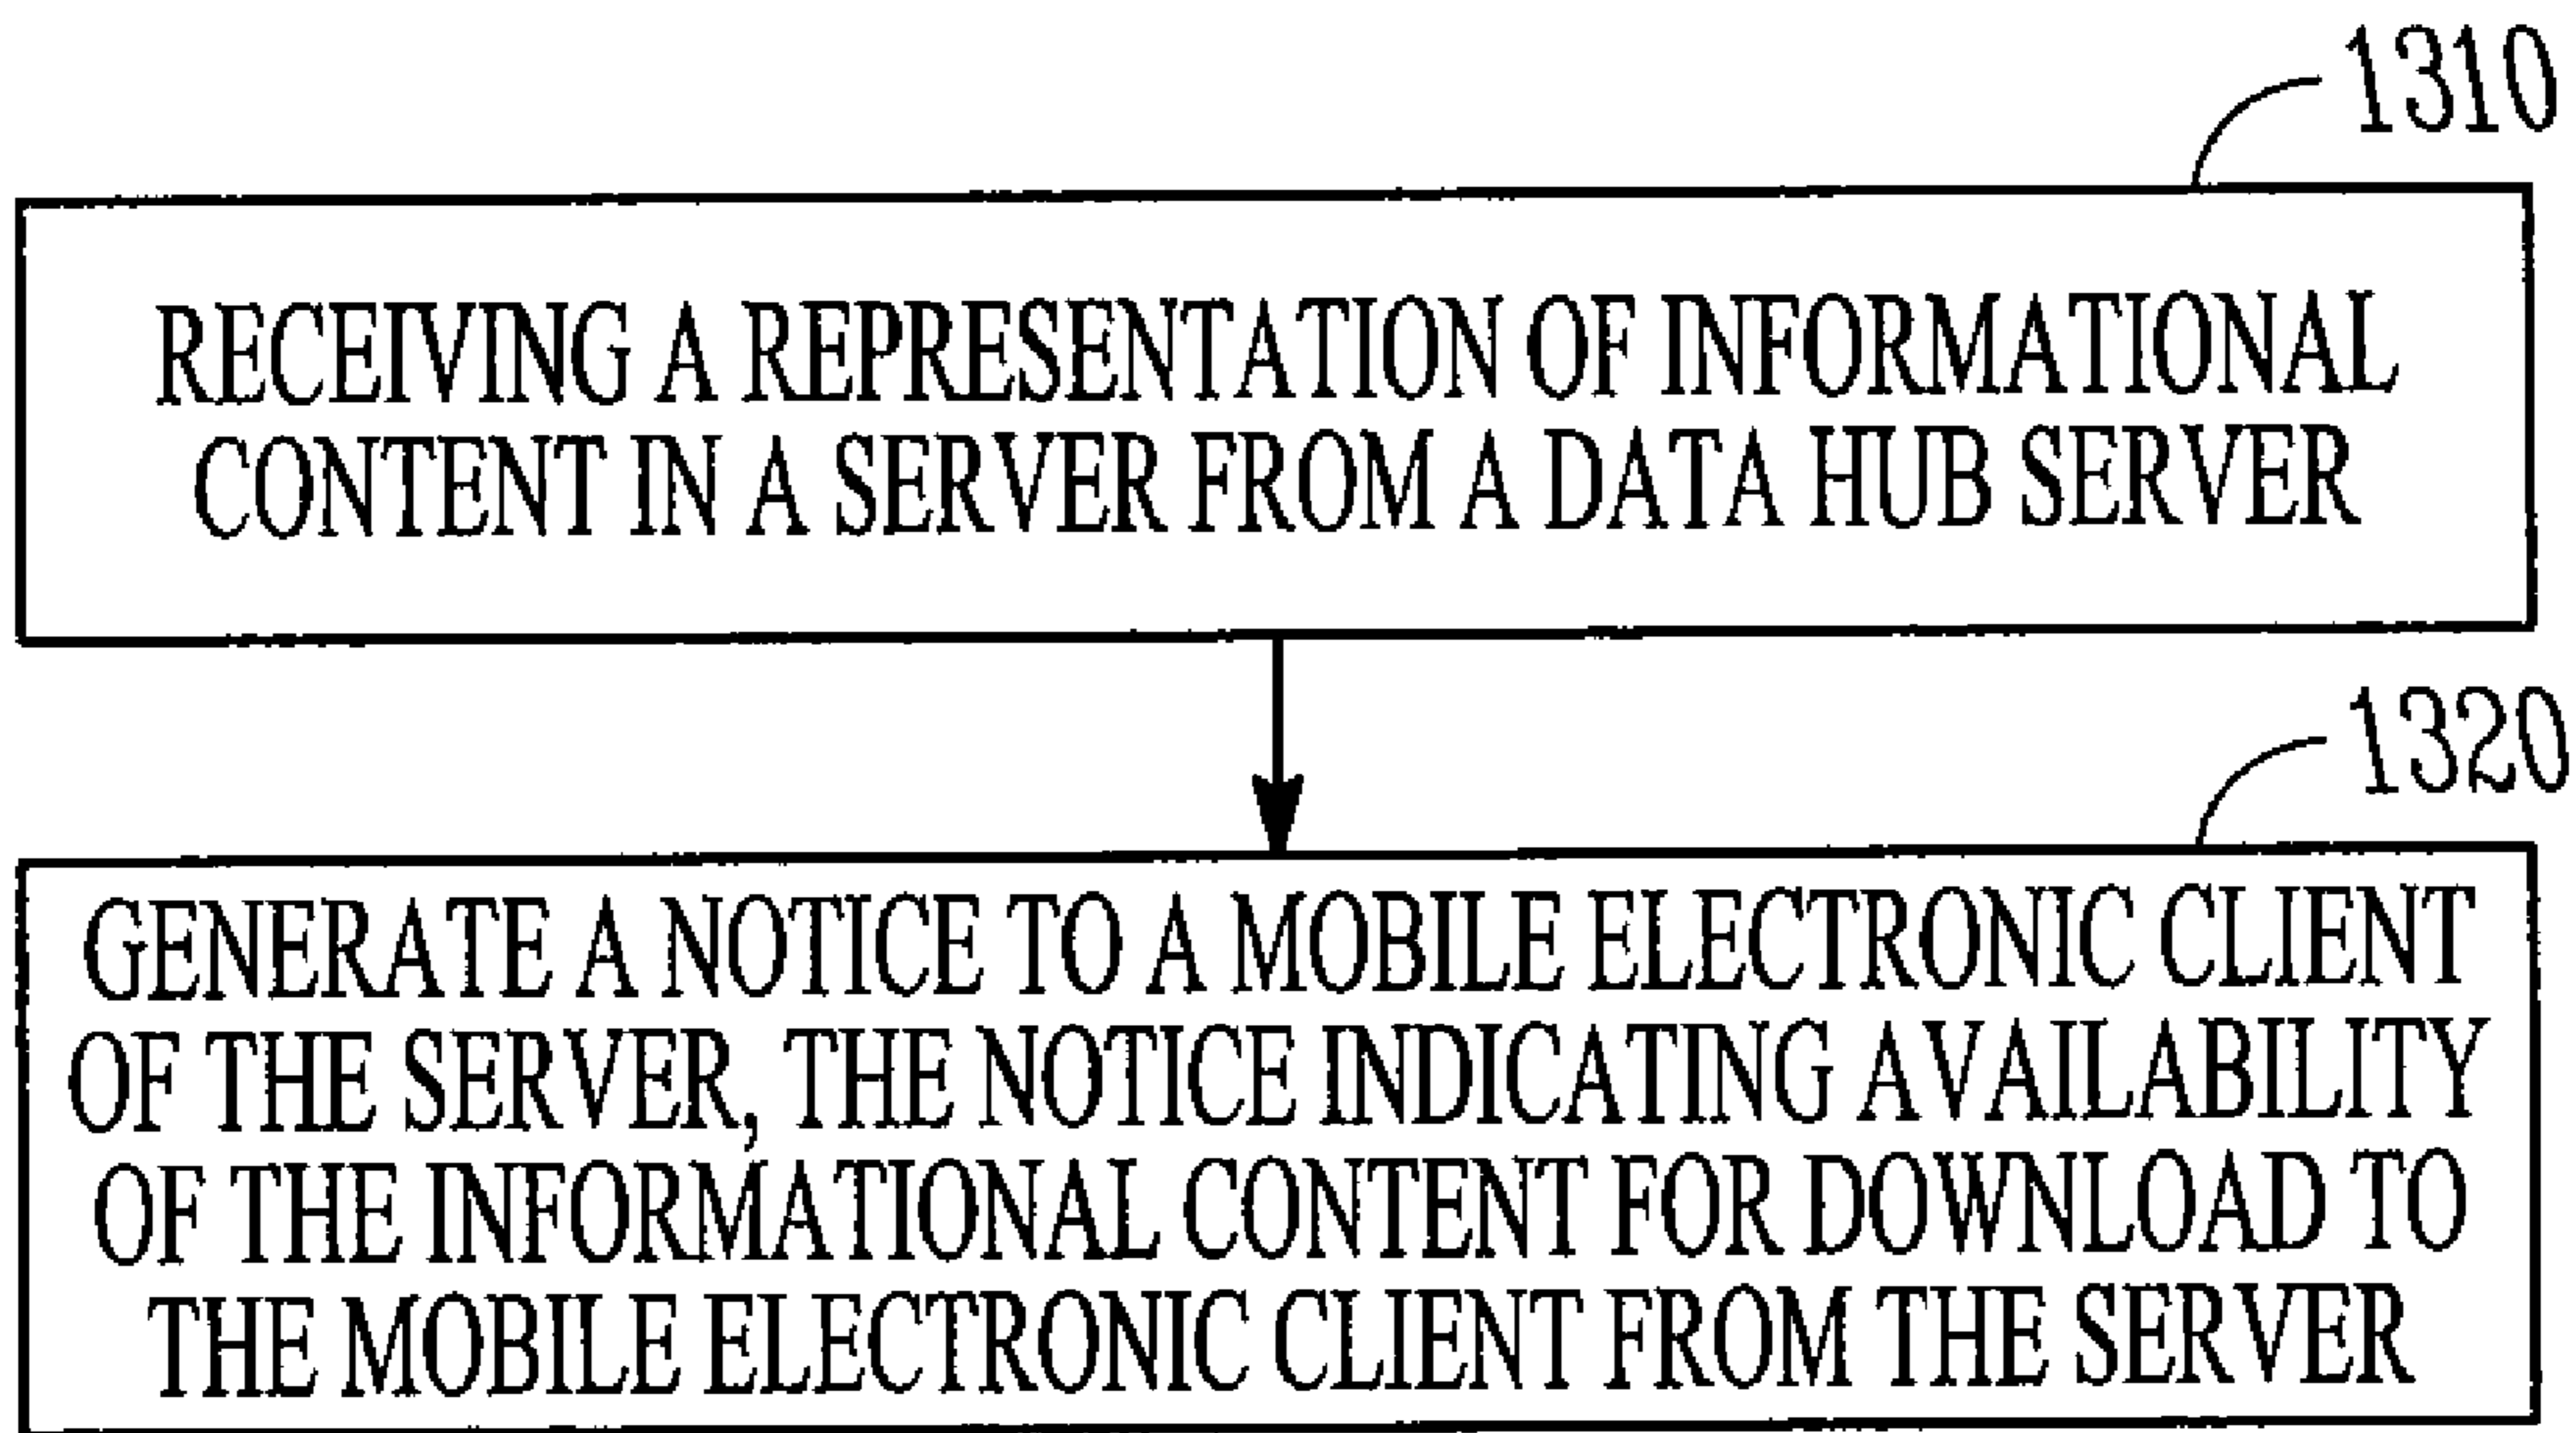 1310
RECEIVING A REPRESENTATION OF INFORMATIONAL
CONTENT IN A SERVER FROM A DATA HUB SERVER
1320
GENERATE A NOTICE TO A MOBILE ELECTRONIC CLIENT
OF THE SERVER, THE NOTICE INDICATING AVAILABILITY
OF THE INFORMATIONAL CONTENT FOR DOWNLOAD TO
THE MOBILE ELECTRONIC CLIENT FROM THE SERVER